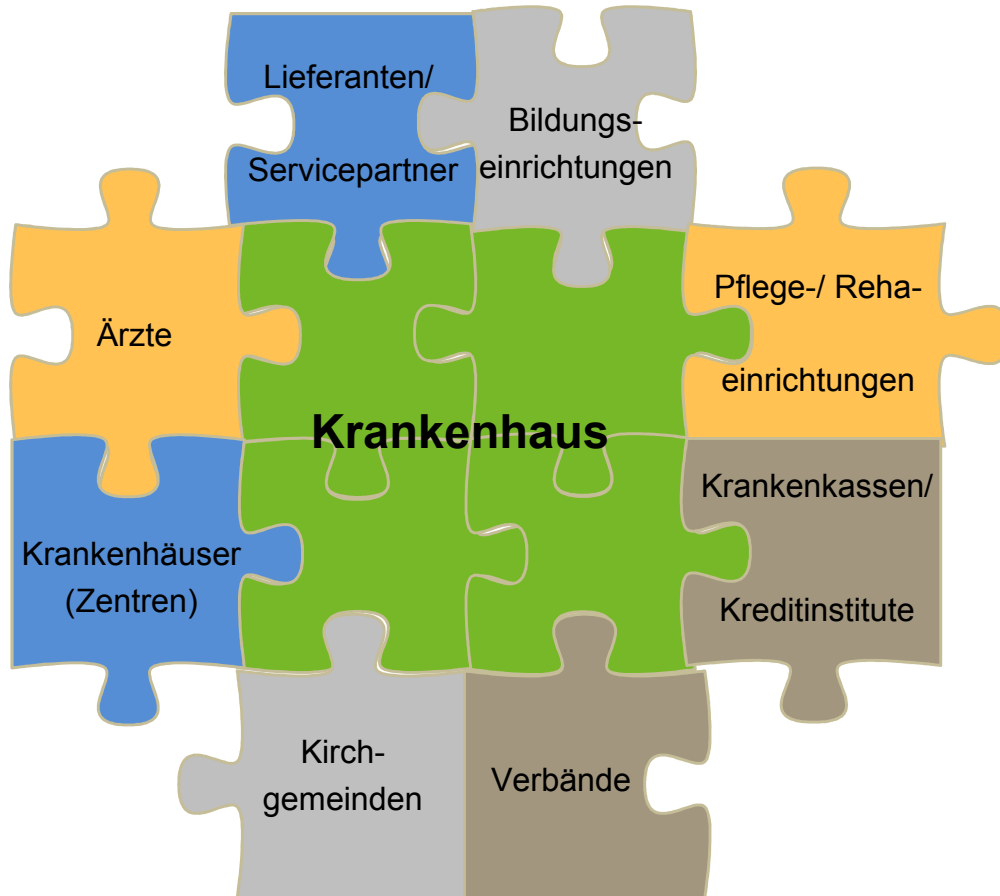 Lieferanten/
Servicepartner
Bildungs-
einrichtungen
Ärzte
Pflege-/ Reha-
einrichtungen
Krankenhaus
Krankenhäuser
(Zentren)
Krankenkassen/
Kreditinstitute
Kirch-
gemeinden
Verbände